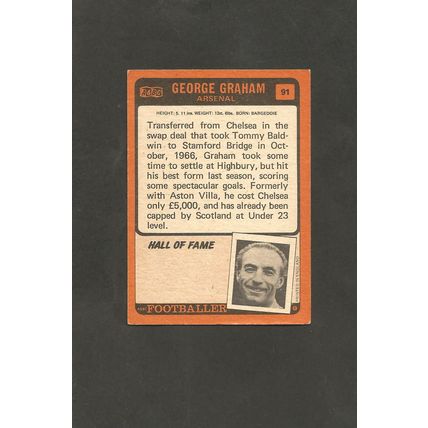 A&BC
GEORGE GRAHAM
ARSENAL
91
HEIGHT: 5. 11 ins. WEIGHT: 12st. 6lbs. BORN: BARGEDDIE
Transferred from Chelsea in the
swap deal that took Tommy Bald-
win to Stamford Bridge in Oct-
ober, 1966, Graham took some
time to settle at Highbury, but hit
his best form last season, scoring
some spectacular goals. Formerly
with Aston Villa, he cost Chelsea
only £5,000, and has already been
capped by Scotland at Under 23
level.
HALL OF FAME
PRINTED IN ENGLAND
FOOTBALLER
©